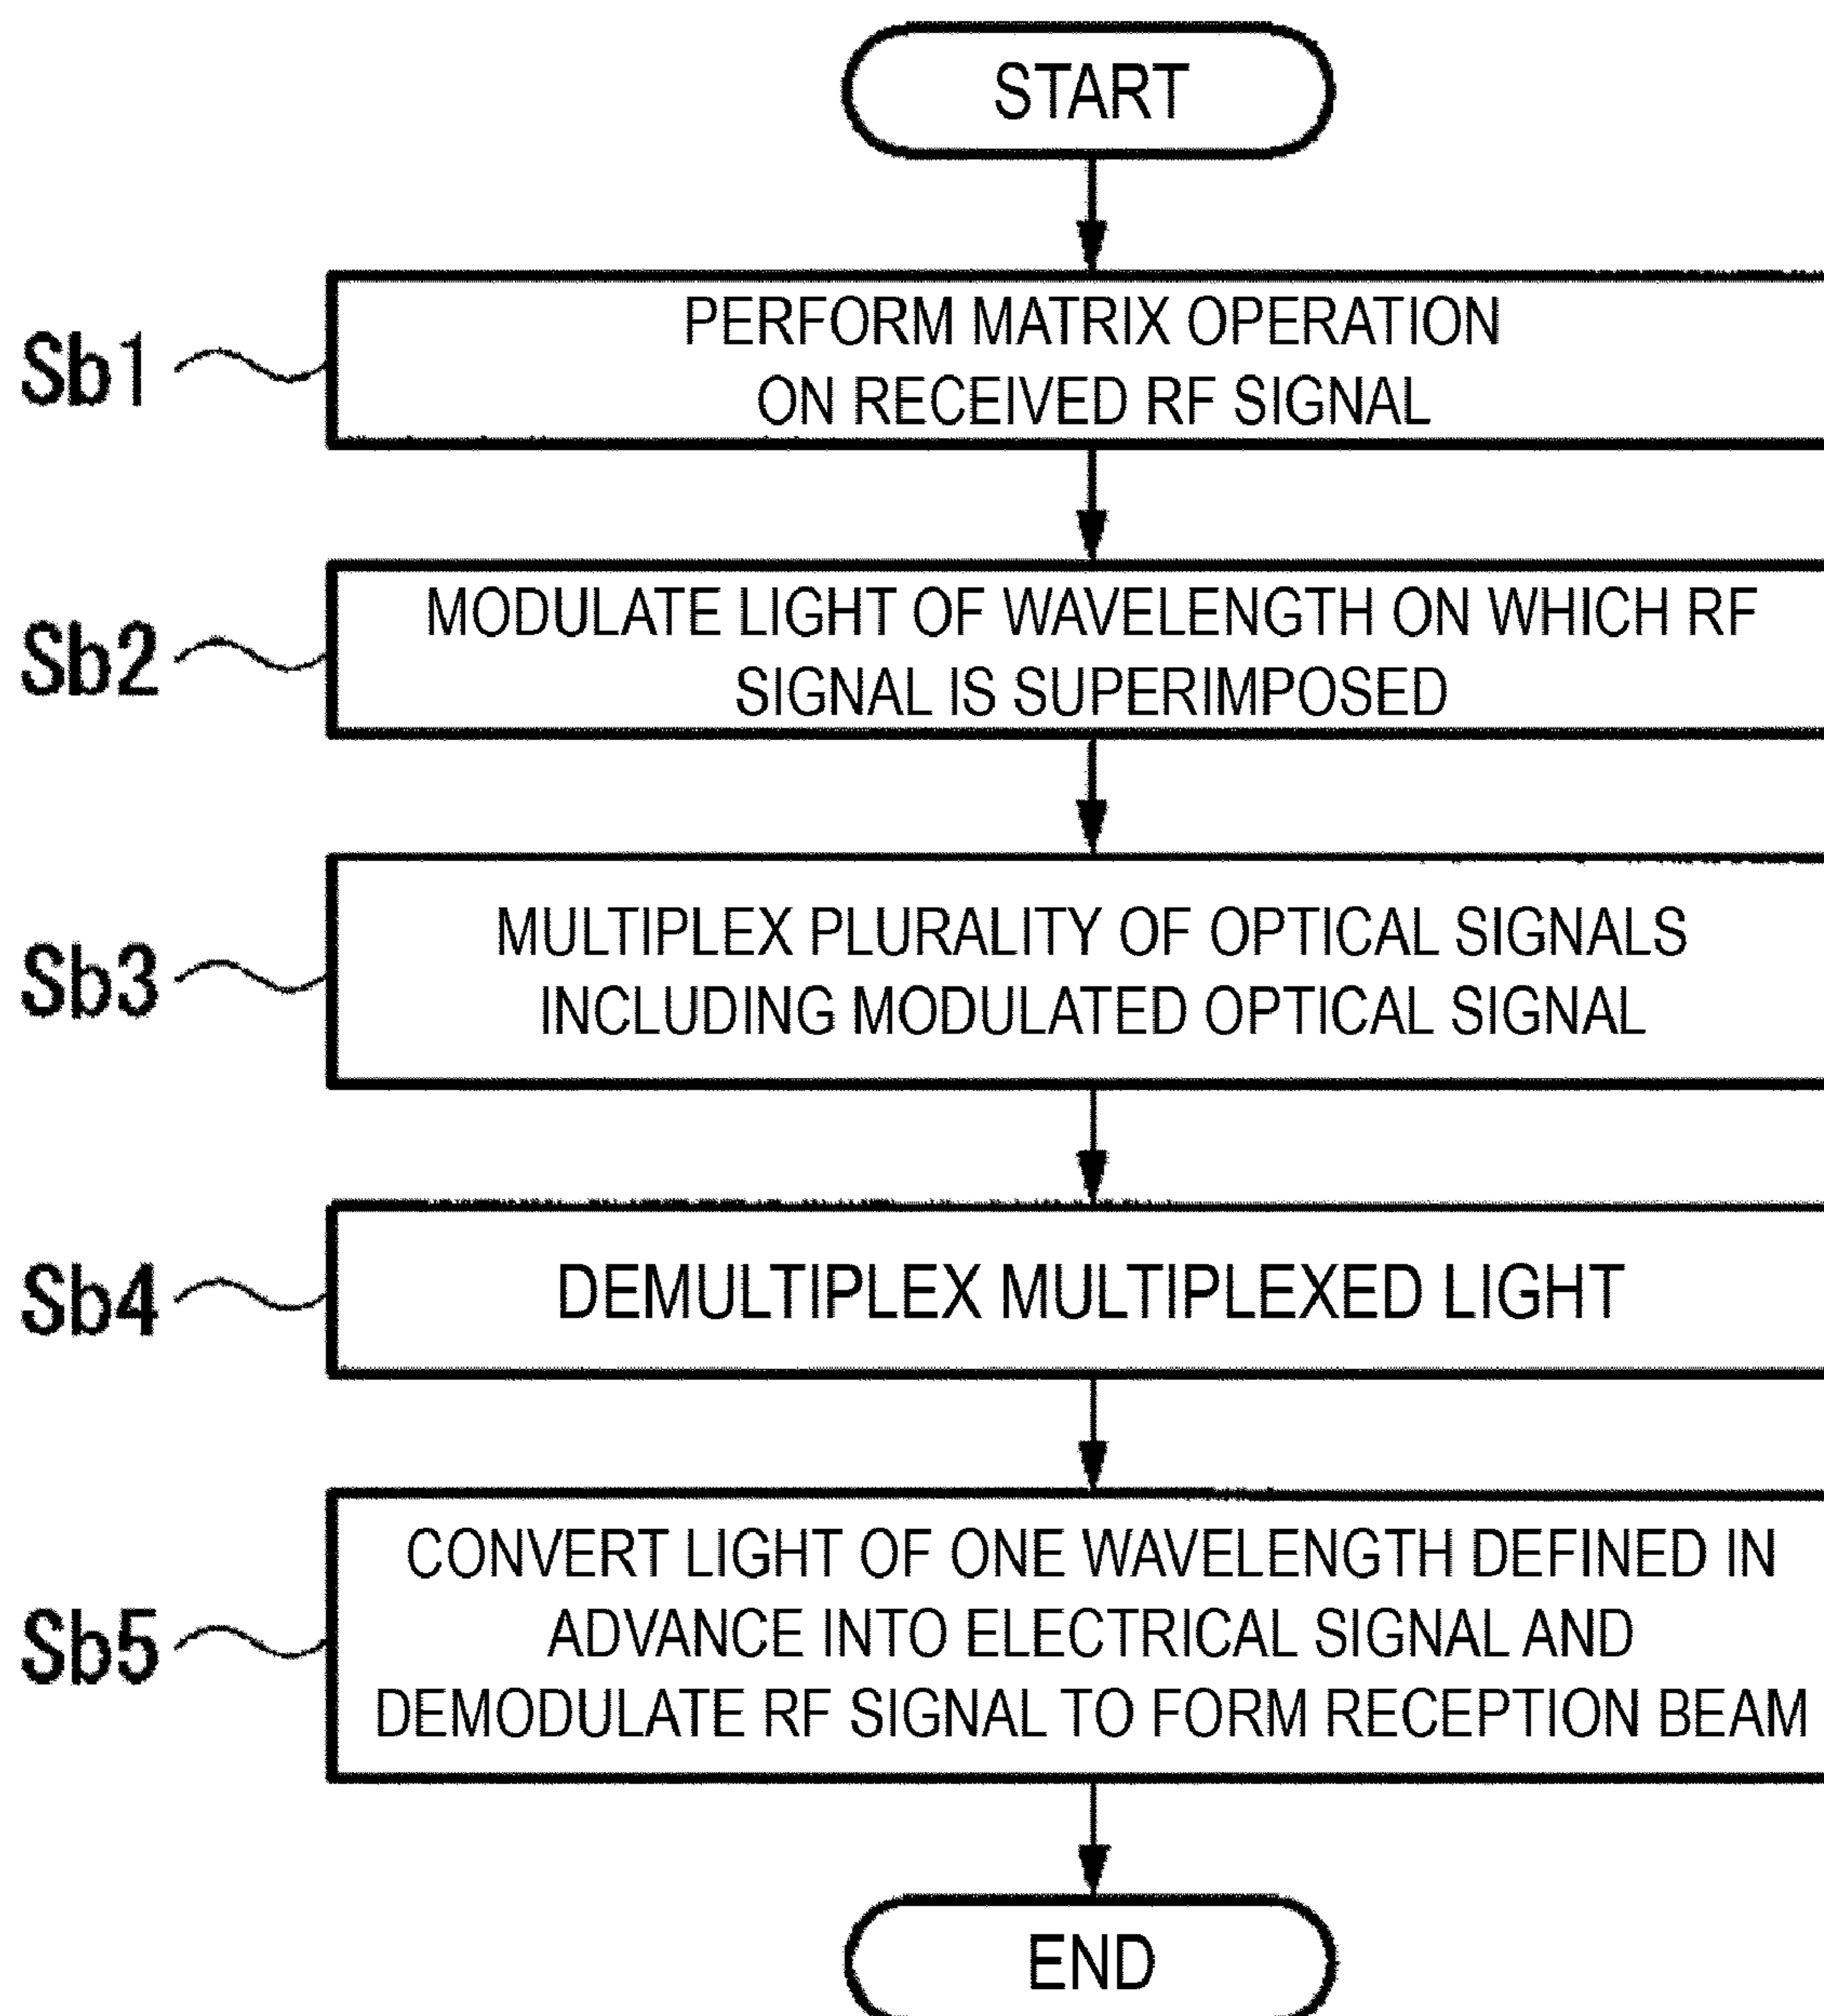 START
Sb1
PERFORM MATRIX OPERATION
ON RECEIVED RF SIGNAL
Sb2
MODULATE LIGHT OF WAVELENGTH ON WHICH RF
SIGNAL IS SUPERIMPOSED
Sb3
MULTIPLEX PLURALITY OF OPTICAL SIGNALS
INCLUDING MODULATED OPTICAL SIGNAL
Sb4
DEMULTIPLEX MULTIPLEXED LIGHT
Sb5
CONVERT LIGHT OF ONE WAVELENGTH DEFINED IN
ADVANCE INTO ELECTRICAL SIGNAL AND
DEMODULATE RF SIGNAL TO FORM RECEPTION BEAM
END